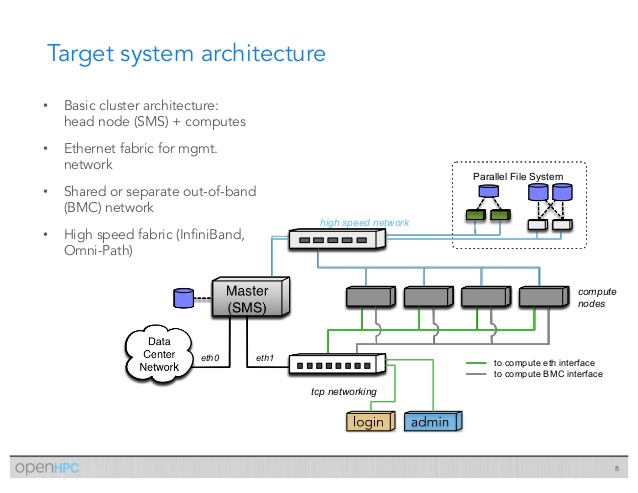 Target system architecture
• Basic cluster architecture:
head node (SMS) + computes
• Ethernet fabric for mgmt.
network
• Shared or separate out-of-band
(BMC) network
• High speed fabric (InfiniBand,
Omni-Path)
Parallel File System
high speed network
Master
(SMS)
compute
nodes
Data
Center
Network
eth0
eth1
tcp networking
to compute eth interface
to compute BMC interface
login
admin
openHPC
8